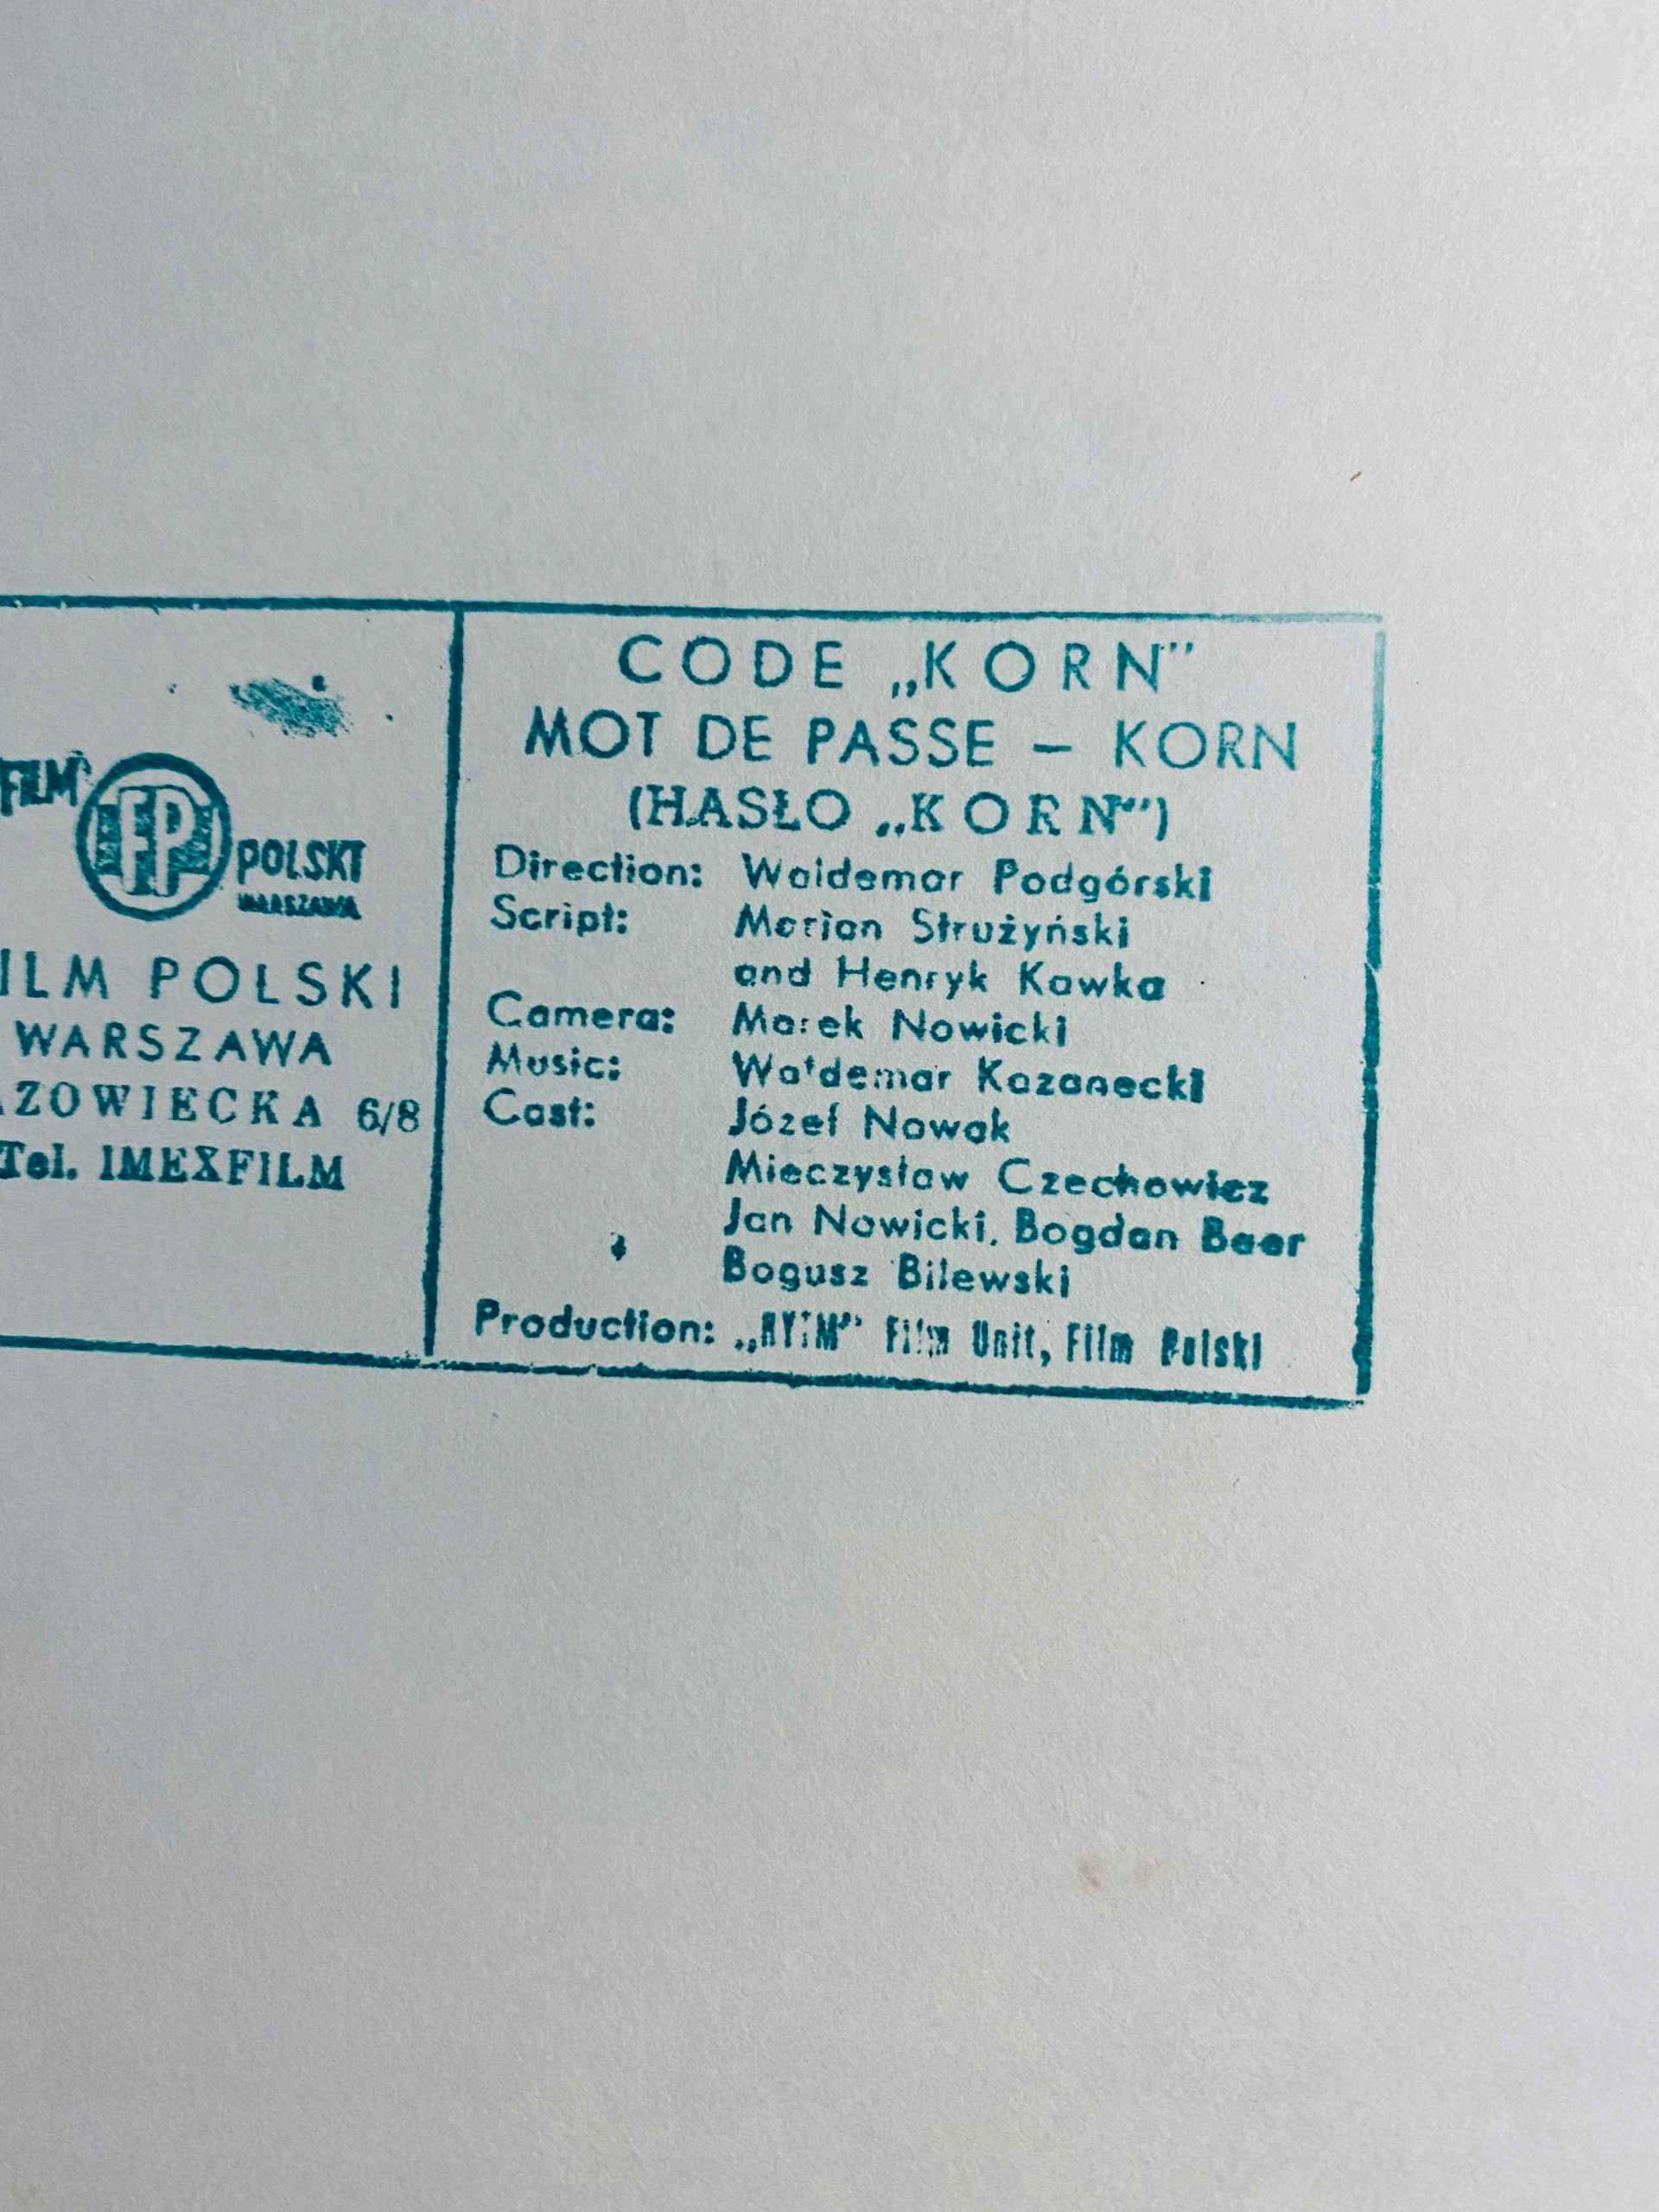 FILM FP POLSKI
WARSZAWA
ILM POLSKI
WARSZAWA
ZOWIECKA 6/8
Tel. IMEXFILM
CODE „KORN”
MOT DE PASSE – KORN
(HASŁO „KORN”)
Direction: Waldemar Podgórski
Script: Marian Strużyński
and Henryk Kawka
Camera: Marek Nowicki
Music: Waldemar Kazanecki
Cast: Józef Nowak
Mieczysław Czechowicz
Jan Nowicki, Bogdan Baer
Bogusz Bilewski
Production: „RYTM” Film Unit, Film Polski